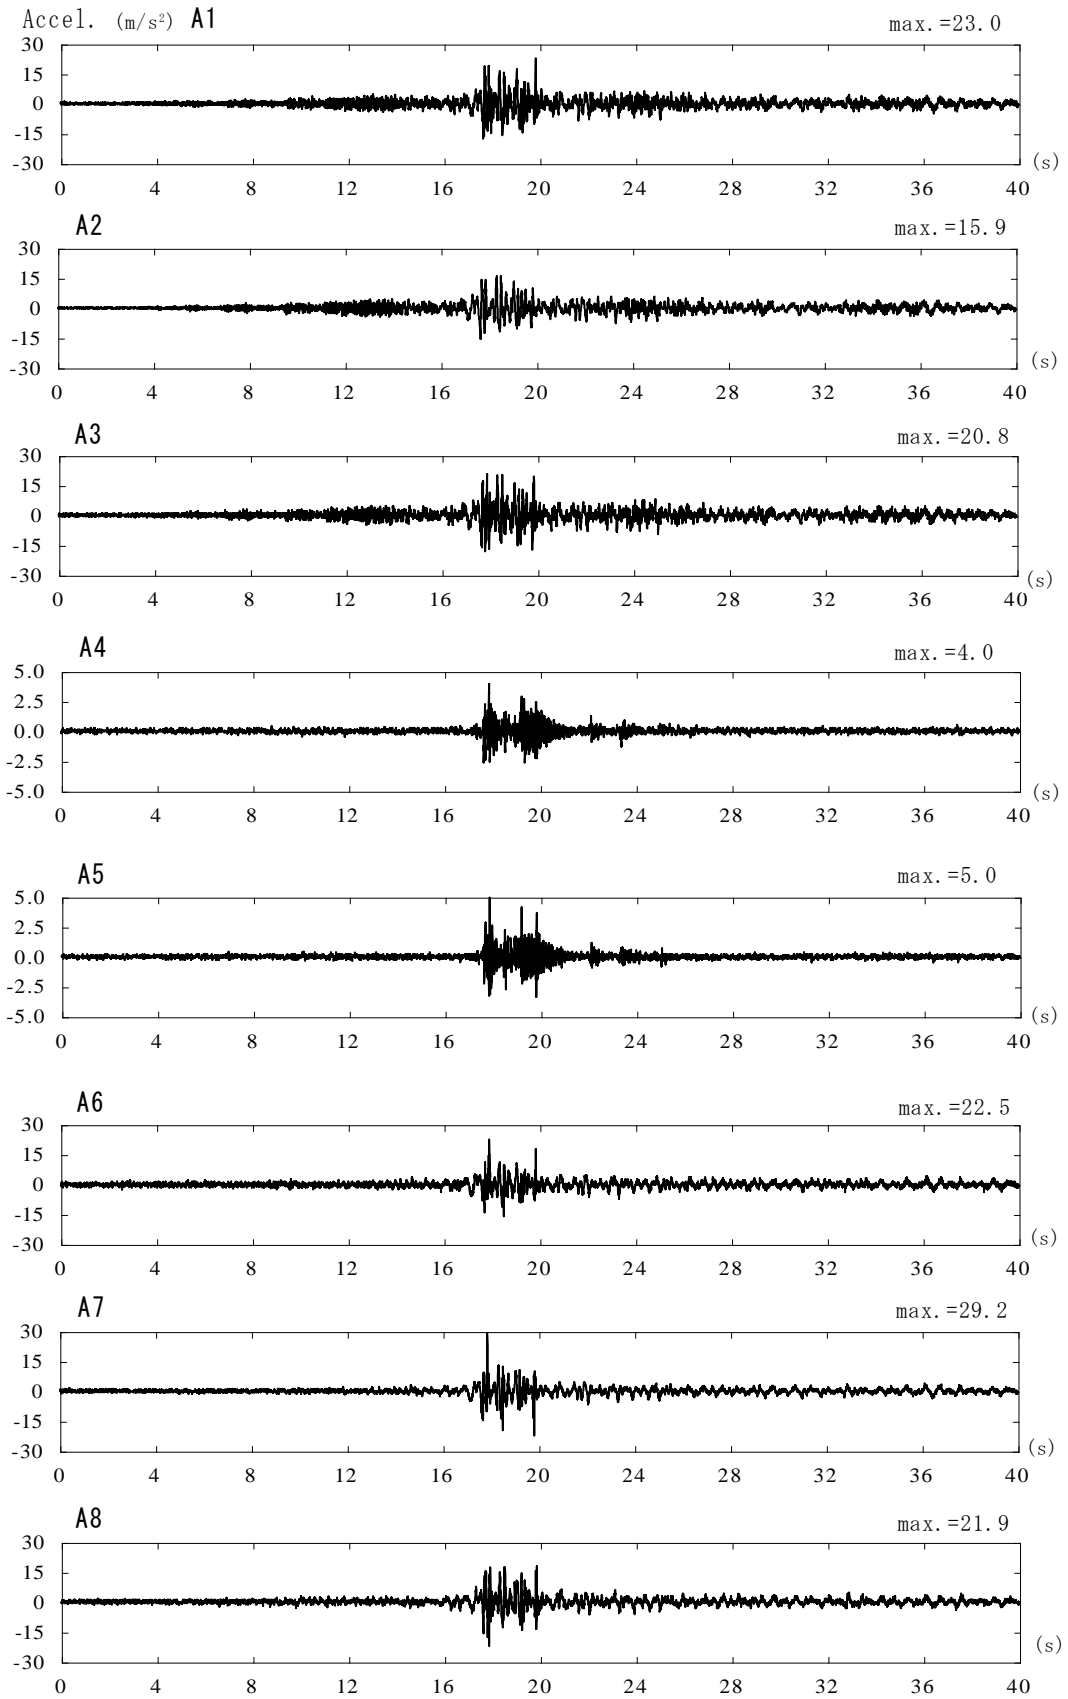 Accel. (m/s²) A1 max.=23.0
30
15
0
-15
-30
(s)
0 4 8 12 16 20 24 28 32 36 40
A2 max.=15.9
30
15
0
-15
-30
(s)
0 4 8 12 16 20 24 28 32 36 40
A3 max.=20.8
30
15
0
-15
-30
(s)
0 4 8 12 16 20 24 28 32 36 40
A4 max.=4.0
5.0
2.5
0.0
-2.5
-5.0
(s)
0 4 8 12 16 20 24 28 32 36 40
A5 max.=5.0
5.0
2.5
0.0
-2.5
-5.0
(s)
0 4 8 12 16 20 24 28 32 36 40
A6 max.=22.5
30
15
0
-15
-30
(s)
0 4 8 12 16 20 24 28 32 36 40
A7 max.=29.2
30
15
0
-15
-30
(s)
0 4 8 12 16 20 24 28 32 36 40
A8 max.=21.9
30
15
0
-15
-30
(s)
0 4 8 12 16 20 24 28 32 36 40